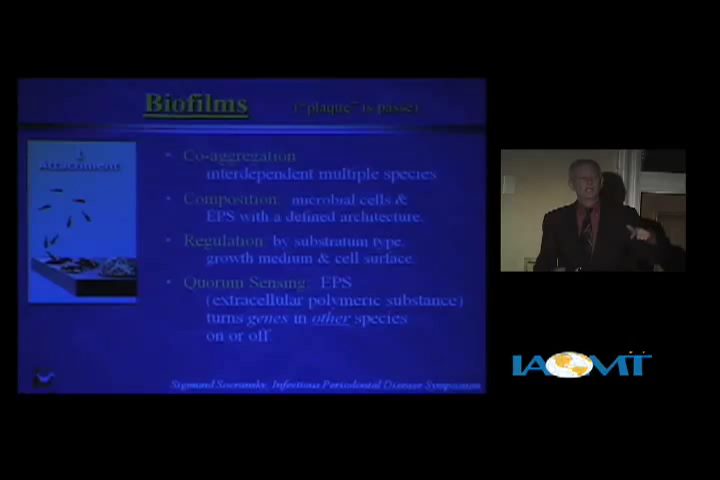 Biofilms ("plaque" is passe)
1
Attachment
• Co-aggregation
interdependent multiple species
• Composition: microbial cells &
EPS with a defined architecture.
• Regulation: by substratum type,
growth medium & cell surface.
• Quorum Sensing: EPS
(extracellular polymeric substance)
turns genes in other species
on or off.
Sigmund Socransky, Infectious Periodontal Disease Symposium
IAOMT